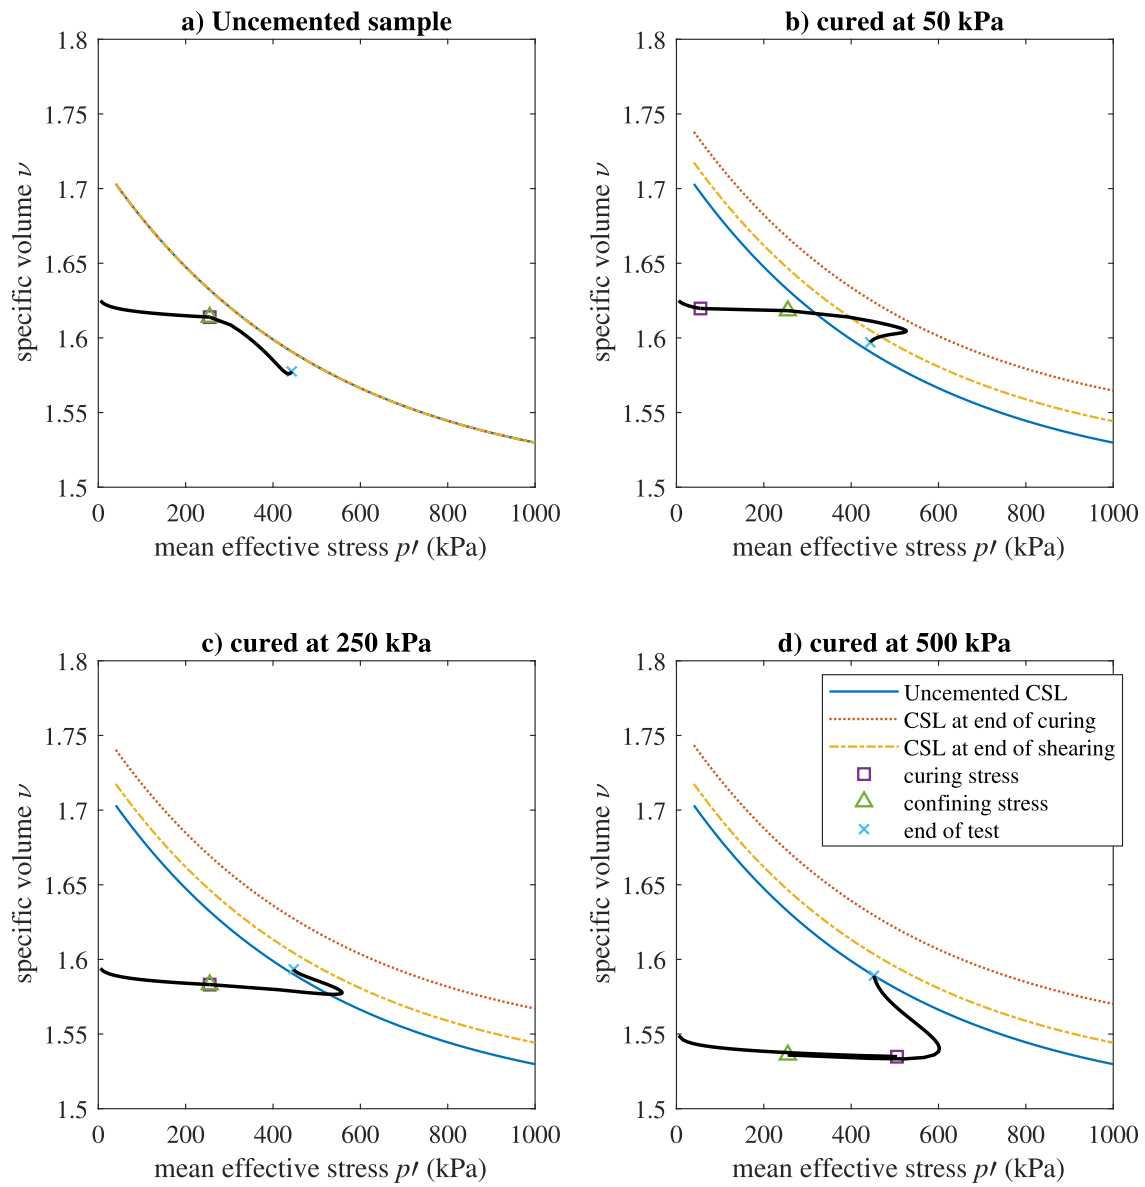 a) Uncemented sample
1.8
1.75
1.7
1.65
1.6
1.55
1.5
specific volume ν
0 200 400 600 800 1000
mean effective stress p′ (kPa)
b) cured at 50 kPa
1.8
1.75
1.7
1.65
1.6
1.55
1.5
specific volume ν
0 200 400 600 800 1000
mean effective stress p′ (kPa)
c) cured at 250 kPa
1.8
1.75
1.7
1.65
1.6
1.55
1.5
specific volume ν
0 200 400 600 800 1000
mean effective stress p′ (kPa)
d) cured at 500 kPa
1.8
1.75
1.7
1.65
1.6
1.55
1.5
specific volume ν
Uncemented CSL
CSL at end of curing
CSL at end of shearing
curing stress
confining stress
end of test
0 200 400 600 800 1000
mean effective stress p′ (kPa)